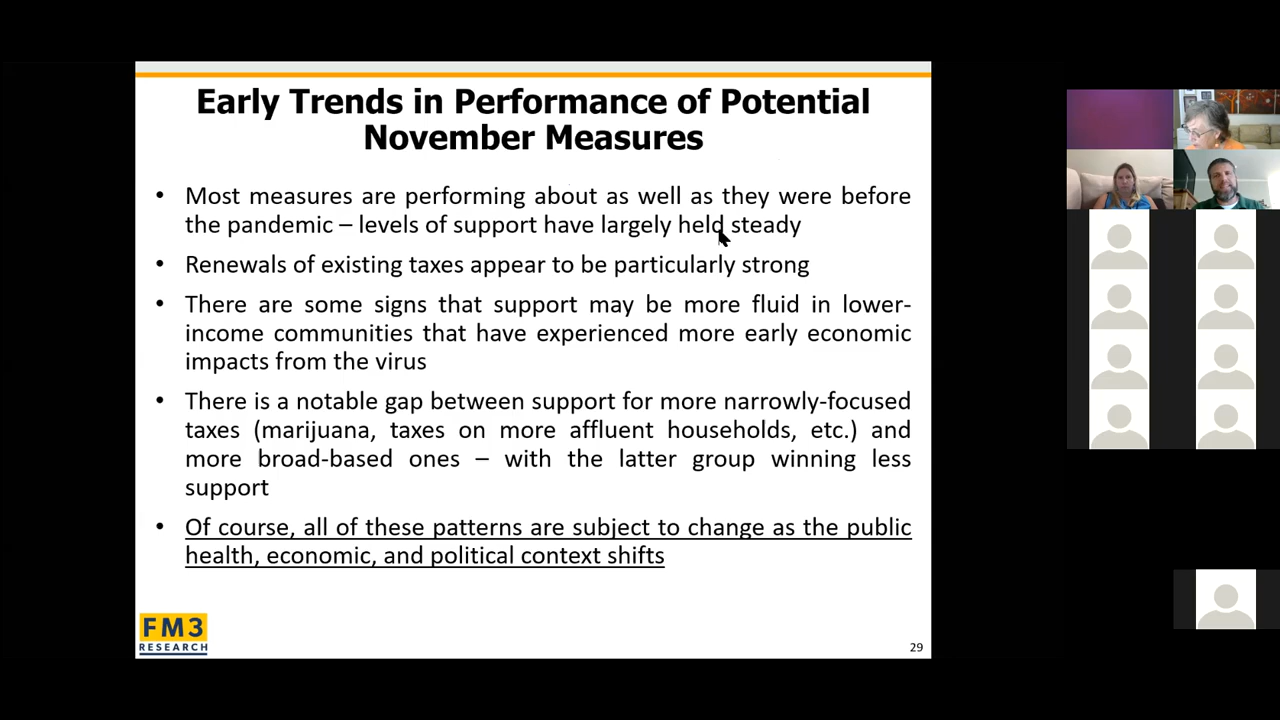 Early Trends in Performance of Potential
November Measures
• Most measures are performing about as well as they were before
the pandemic – levels of support have largely held steady
• Renewals of existing taxes appear to be particularly strong
• There are some signs that support may be more fluid in lower-
income communities that have experienced more early economic
impacts from the virus
• There is a notable gap between support for more narrowly-focused
taxes (marijuana, taxes on more affluent households, etc.) and
more broad-based ones – with the latter group winning less
support
• Of course, all of these patterns are subject to change as the public
health, economic, and political context shifts
FM3
RESEARCH
29